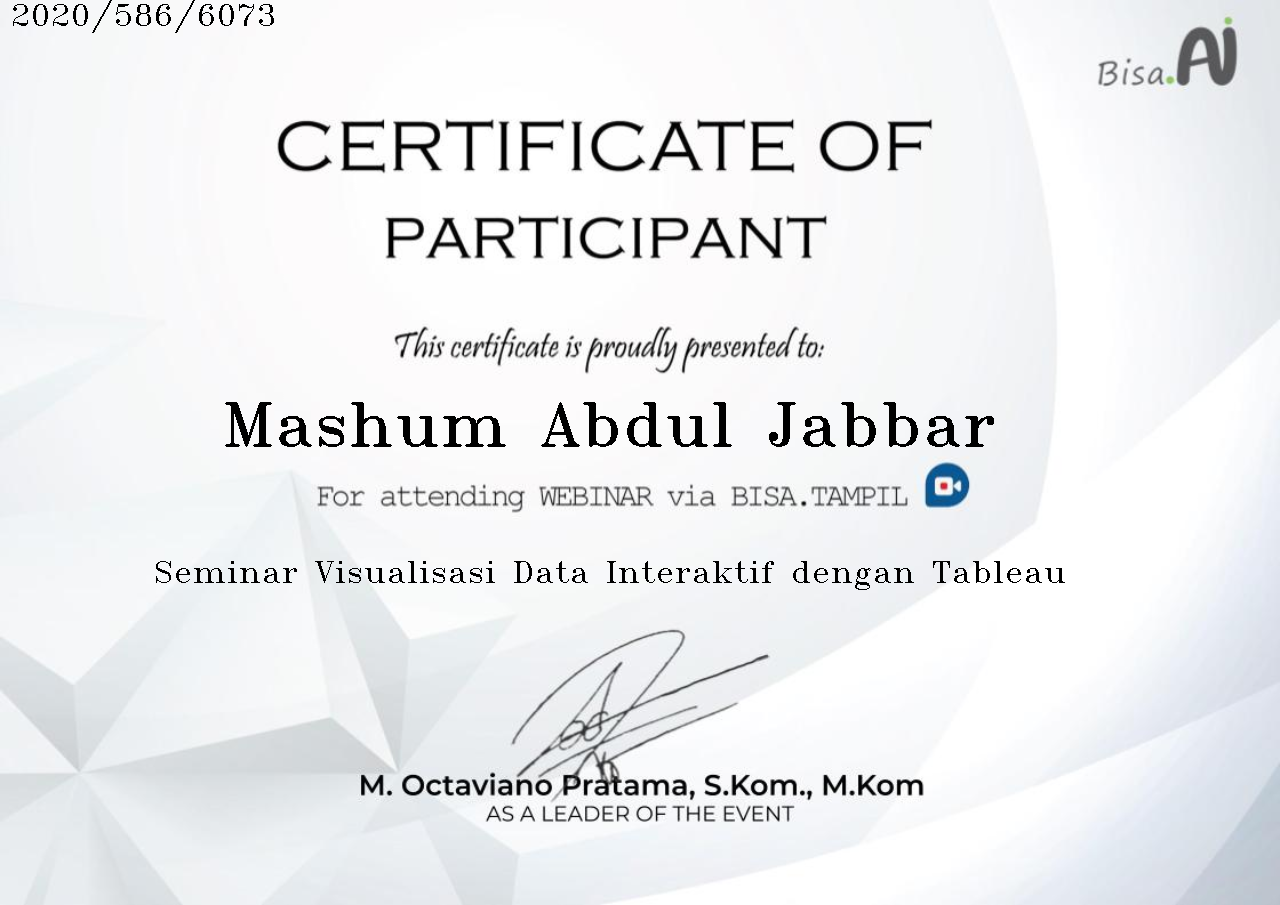 2020/586/6073
Bisa.AI
CERTIFICATE OF
PARTICIPANT
This certificate is proudly presented to:
Mashum Abdul Jabbar
For attending WEBINAR via BISA.TAMPIL
Seminar Visualisasi Data Interaktif dengan Tableau
M. Octaviano Pratama, S.Kom., M.Kom
AS A LEADER OF THE EVENT